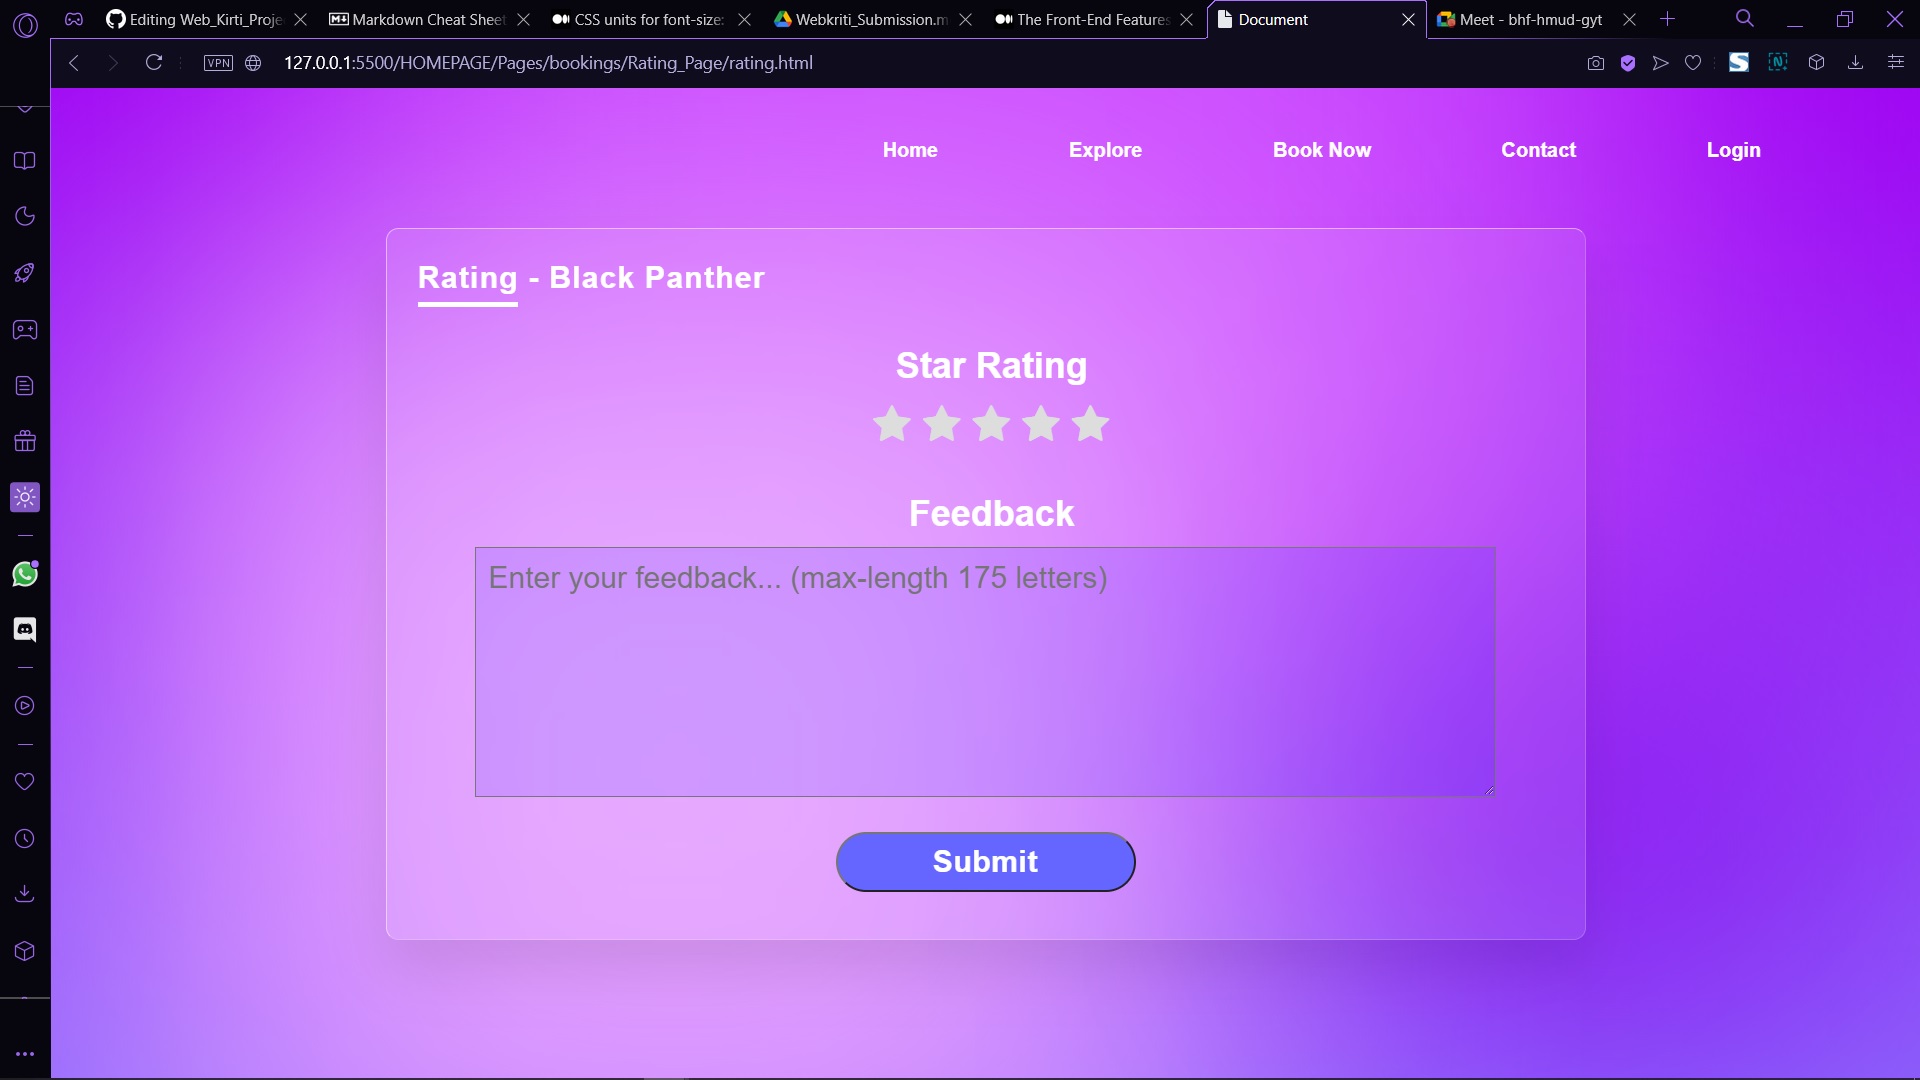 Editing Web_Kirti_Proje
Markdown Cheat Sheet
CSS units for font-size:
Webkriti_Submission.m
The Front-End Features
Document
Meet - bhf-hmud-gyt
VPN
127.0.0.1:5500/HOMEPAGE/Pages/bookings/Rating_Page/rating.html
Home
Explore
Book Now
Contact
Login
Rating - Black Panther
Star Rating
Feedback
Enter your feedback... (max-length 175 letters)
Submit